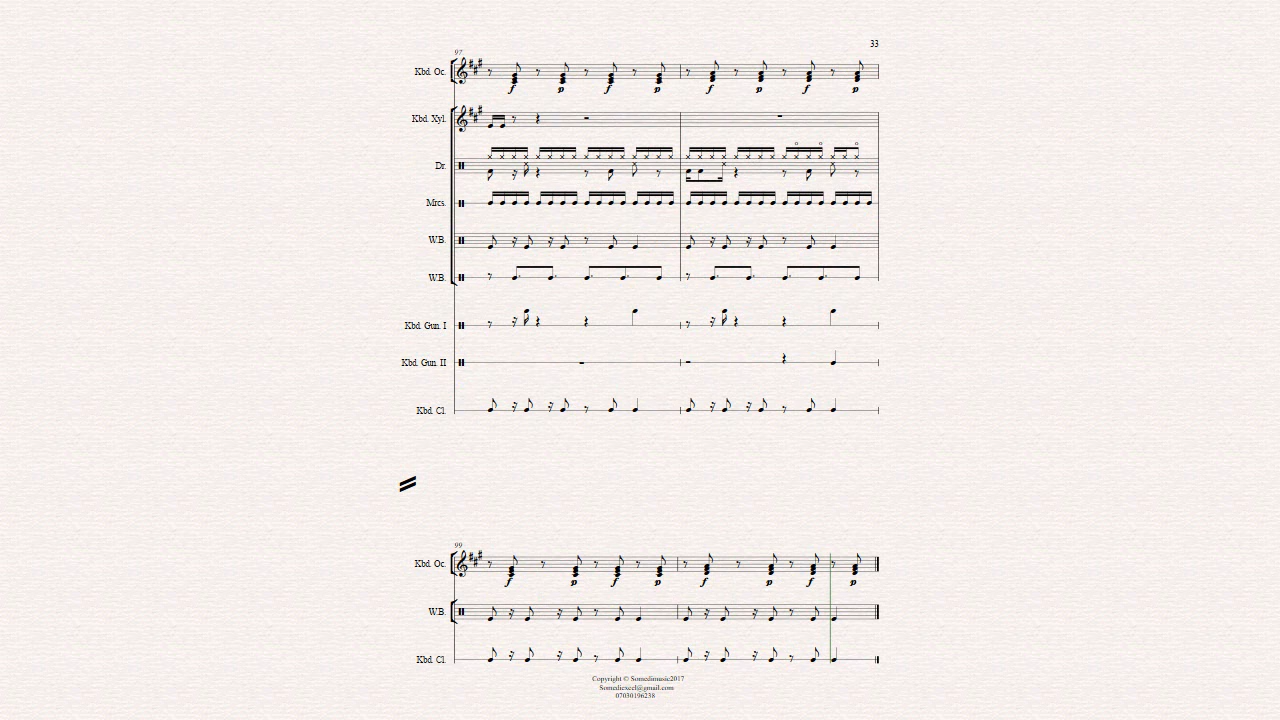 33
97
Kbd. Oc.
f p f p f p f p
Kbd. Xyl.
Dr.
Mrcs.
W.B.
W.B.
Kbd. Gun. I
Kbd. Gun. II
Kbd. Cl.
99
Kbd. Oc.
f p f p f p f p
W.B.
Kbd. Cl.
Copyright © Somedimusic2017
Somediexcel@gmail.com
07030196238